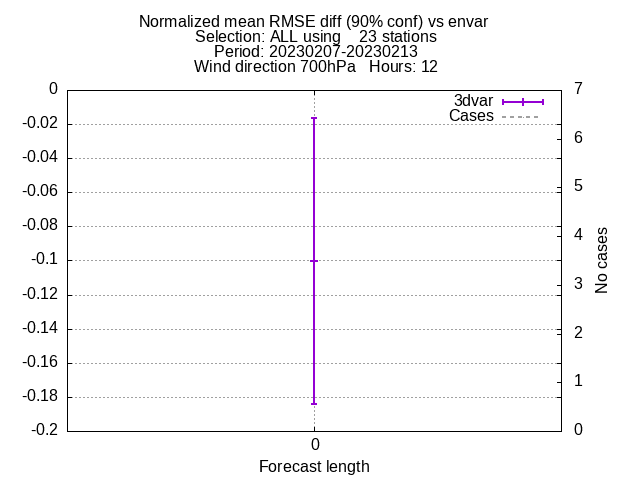 Normalized mean RMSE diff (90% conf) vs envar
Selection: ALL using    23 stations
Period: 20230207-20230213
Wind direction 700hPa   Hours: 12
3dvar
Cases
0
-0.02
-0.04
-0.06
-0.08
-0.1
-0.12
-0.14
-0.16
-0.18
-0.2
7
6
5
4
3
2
1
0
No cases
0
Forecast length